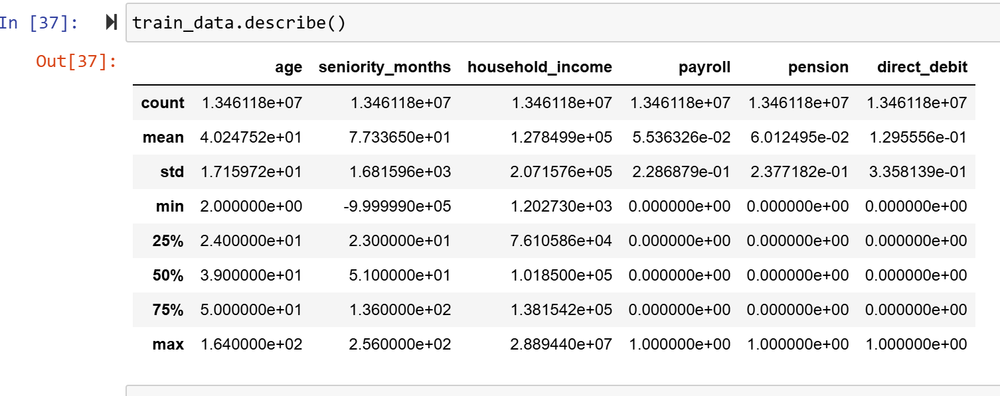 In [37]: train_data.describe()
Out[37]:
age seniority_months household_income payroll pension direct_debit
count 1.346118e+07 1.346118e+07 1.346118e+07 1.346118e+07 1.346118e+07 1.346118e+07
mean 4.024752e+01 7.733650e+01 1.278499e+05 5.536326e-02 6.012495e-02 1.295556e-01
std 1.715972e+01 1.681596e+03 2.071576e+05 2.286879e-01 2.377182e-01 3.358139e-01
min 2.000000e+00 -9.999990e+05 1.202730e+03 0.000000e+00 0.000000e+00 0.000000e+00
25% 2.400000e+01 2.300000e+01 7.610586e+04 0.000000e+00 0.000000e+00 0.000000e+00
50% 3.900000e+01 5.100000e+01 1.018500e+05 0.000000e+00 0.000000e+00 0.000000e+00
75% 5.000000e+01 1.360000e+02 1.381542e+05 0.000000e+00 0.000000e+00 0.000000e+00
max 1.640000e+02 2.560000e+02 2.889440e+07 1.000000e+00 1.000000e+00 1.000000e+00